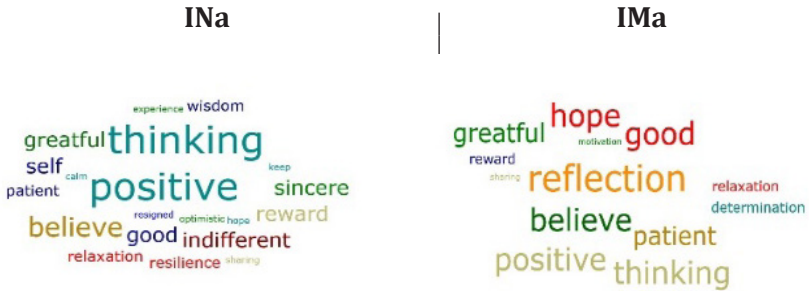 INa
IMa
experience wisdom
greatful thinking
self calm keep
patient positive sincere
believe resigned optimistic hope reward
good indifferent
relaxation resilience sharing
hope
greatful motivation good
reward
sharing reflection relaxation
believe determination
patient
positive thinking